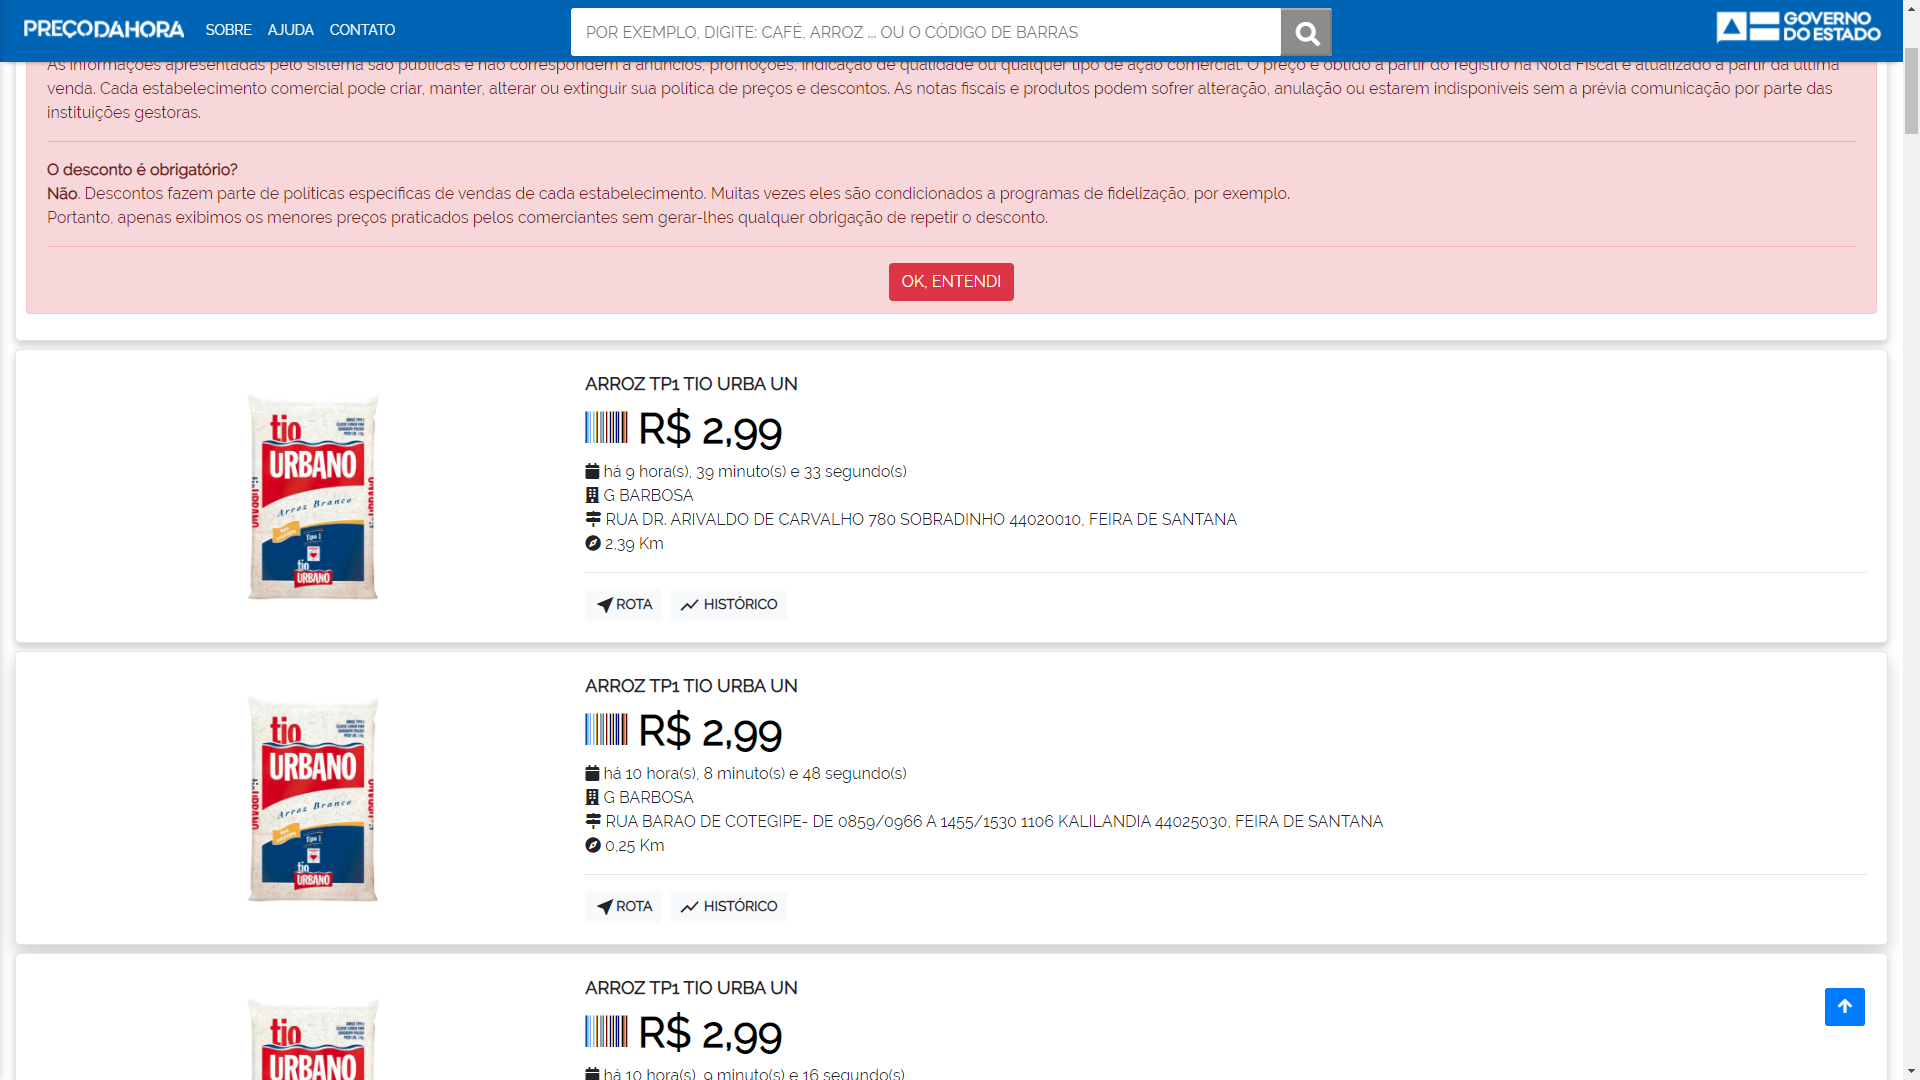 PREÇODAHORA SOBRE AJUDA CONTATO POR EXEMPLO, DIGITE: CAFÉ, ARROZ ... OU O CÓDIGO DE BARRAS GOVERNO DO ESTADO
As informações apresentadas pelo sistema são públicas e não correspondem a anúncios, promoções, indicação de qualidade ou qualquer tipo de ação comercial. O preço é obtido a partir do registro na Nota Fiscal e atualizado a partir da última
venda. Cada estabelecimento comercial pode criar, manter, alterar ou extinguir sua política de preços e descontos. As notas fiscais e produtos podem sofrer alteração, anulação ou estarem indisponíveis sem a prévia comunicação por parte das
instituições gestoras.
O desconto é obrigatório?
Não. Descontos fazem parte de políticas específicas de vendas de cada estabelecimento. Muitas vezes eles são condicionados a programas de fidelização, por exemplo.
Portanto, apenas exibimos os menores preços praticados pelos comerciantes sem gerar-lhes qualquer obrigação de repetir o desconto.
OK, ENTENDI
tio
URBANO
Arroz Branco
Tipo 1
tio
URBANO
ARROZ TP1 TIO URBA UN
R$ 2,99
há 9 hora(s), 39 minuto(s) e 33 segundo(s)
G BARBOSA
RUA DR. ARIVALDO DE CARVALHO 780 SOBRADINHO 44020010, FEIRA DE SANTANA
2,39 Km
ROTA HISTÓRICO
tio
URBANO
Arroz Branco
Tipo 1
tio
URBANO
ARROZ TP1 TIO URBA UN
R$ 2,99
há 10 hora(s), 8 minuto(s) e 48 segundo(s)
G BARBOSA
RUA BARAO DE COTEGIPE- DE 0859/0966 A 1455/1530 1106 KALILANDIA 44025030, FEIRA DE SANTANA
0,25 Km
ROTA HISTÓRICO
tio
URBANO
ARROZ TP1 TIO URBA UN
R$ 2,99
há 10 hora(s), 9 minuto(s) e 16 segundo(s)